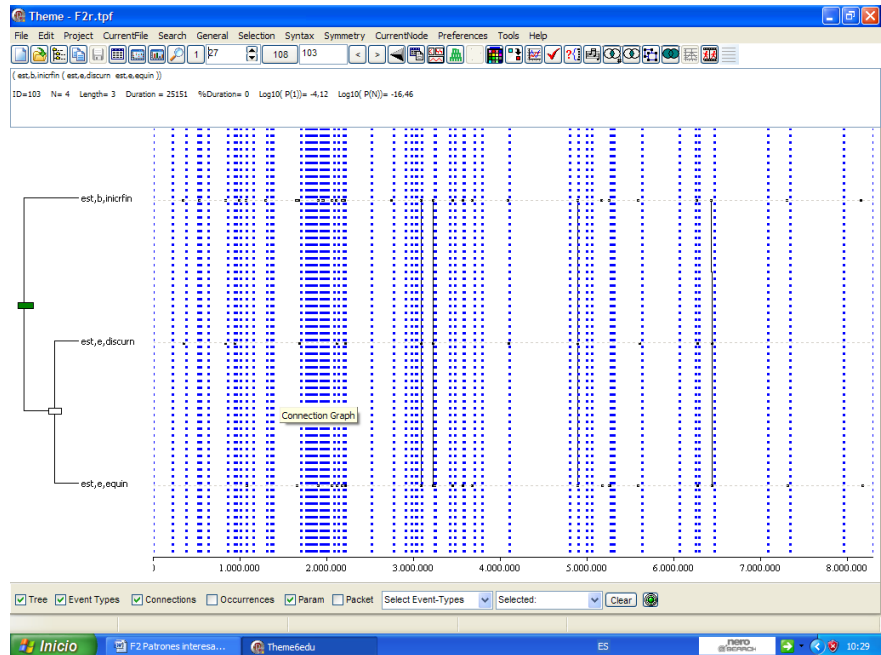 Theme - F2r.tpf
File Edit Project CurrentFile Search General Selection Syntax Symmetry CurrentNode Preferences Tools Help
1 27 108 103 < >
( est,b,inicrfin ( est,e,discurn est,e,equin ))
ID=103 N= 4 Length= 3 Duration = 25151 %Duration= 0 Log10( P(1))= -4,12 Log10( P(N))= -16,46
est,b,inicrfin
est,e,discurn
Connection Graph
est,e,equin
) 1.000.000 2.000.000 3.000.000 4.000.000 5.000.000 6.000.000 7.000.000 8.000.000
Tree Event Types Connections Occurrences Param Packet Select Event-Types Selected: Clear
Inicio F2 Patrones interesa... Theme6edu ES nero SEARCH 10:29